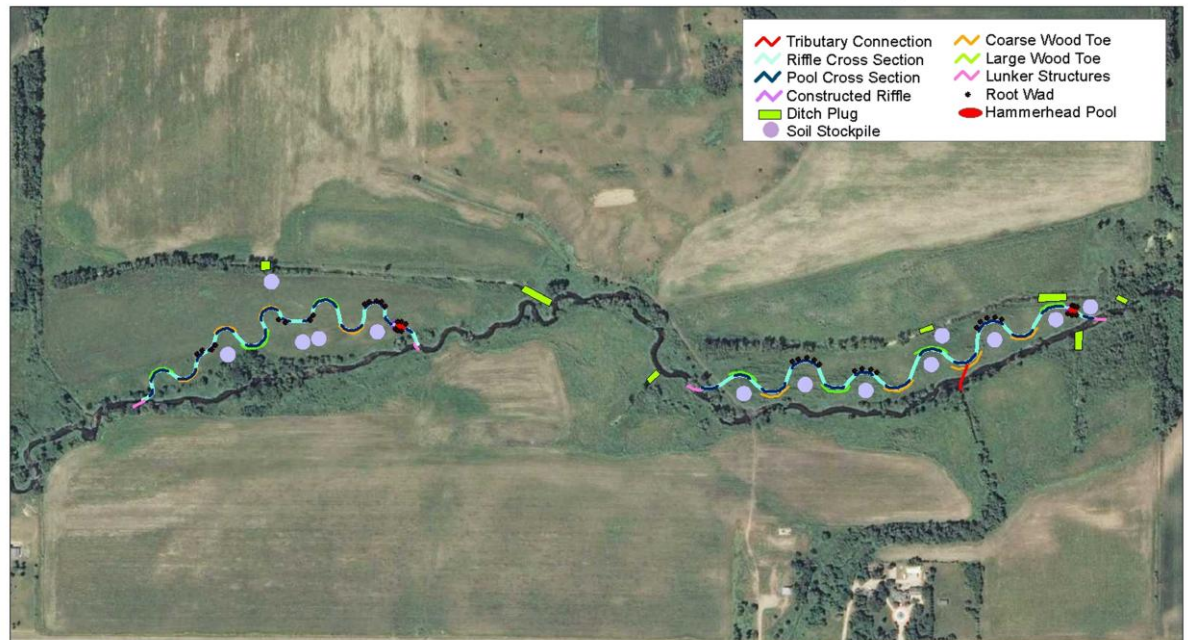 Tributary Connection
Riffle Cross Section
Pool Cross Section
Constructed Riffle
Ditch Plug
Soil Stockpile
Coarse Wood Toe
Large Wood Toe
Lunker Structures
Root Wad
Hammerhead Pool